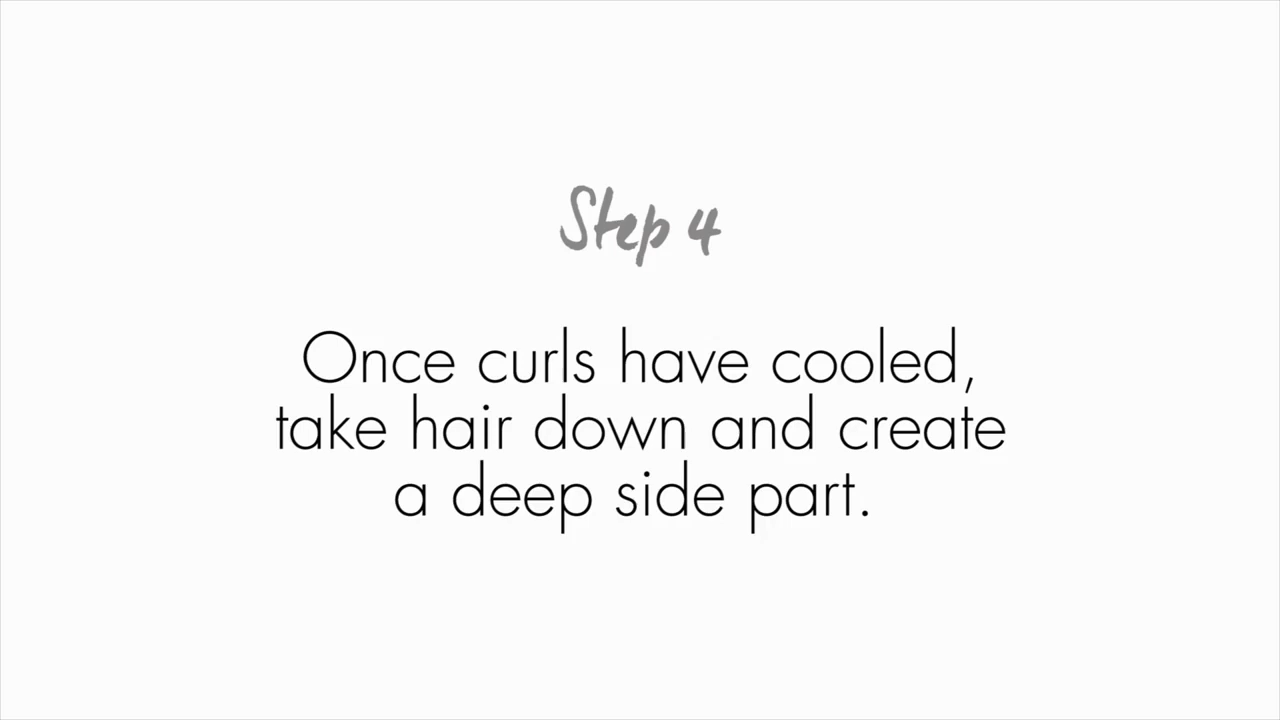 Step 4
Once curls have cooled,
take hair down and create
a deep side part.